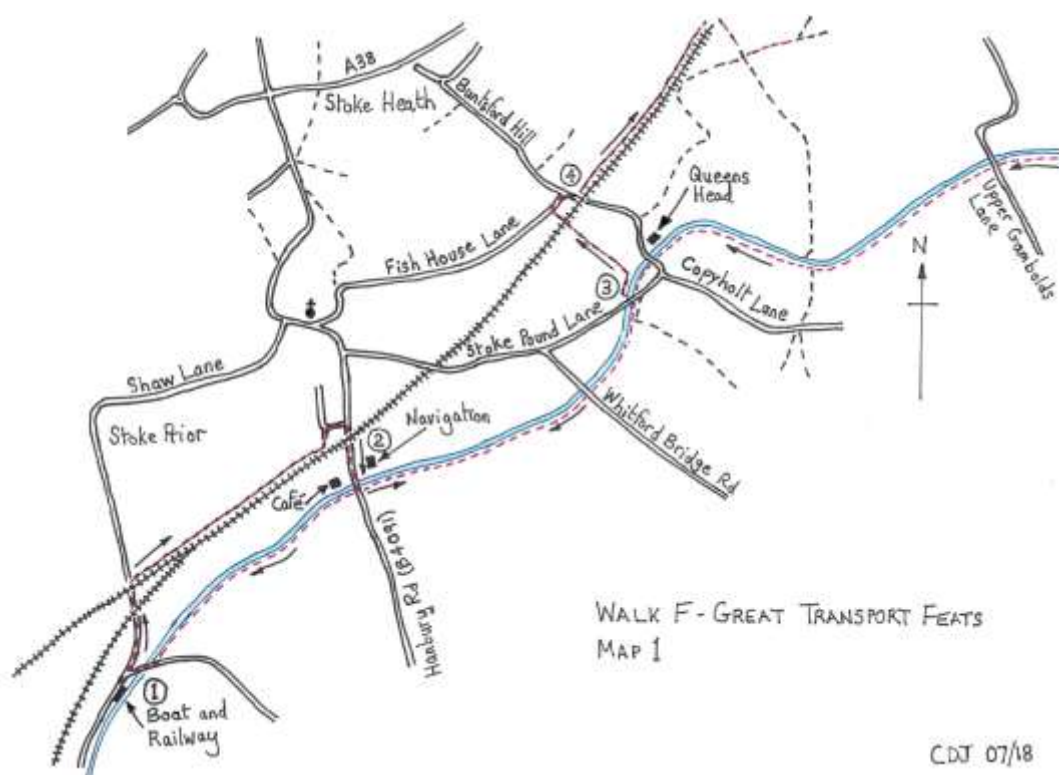 A38
Stoke Heath
Buntsford Hill
④
Queens
Head
Upper Gambolds
Lane
N
Fish House Lane
③
Copyholt Lane
Stoke Pound Lane
Shaw Lane
Stoke Prior
Navigation
②
Whitford Bridge Rd
Café
Hanbury Rd (B4091)
WALK F - GREAT TRANSPORT FEATS
MAP 1
①
Boat and
Railway
CDJ 07/18